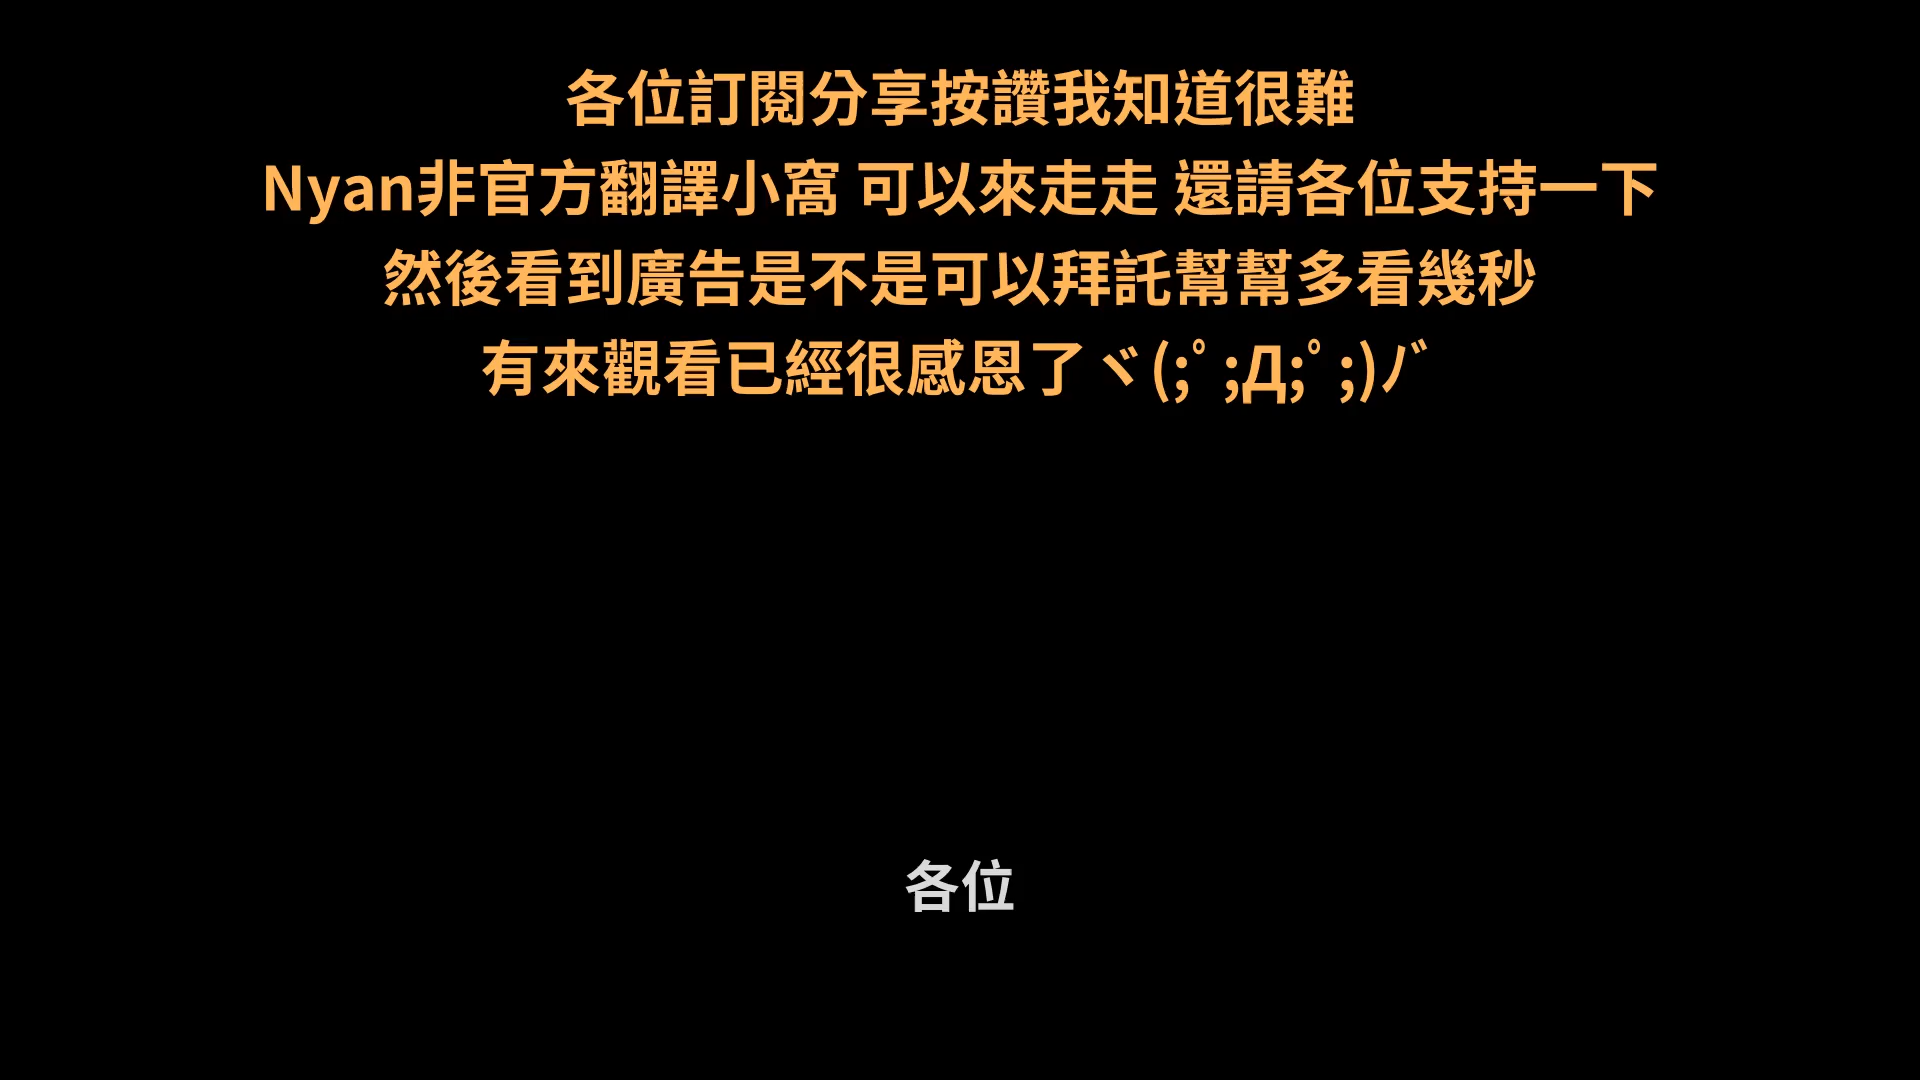 各位訂閱分享按讚我知道很難
Nyan非官方翻譯小窩 可以來走走 還請各位支持一下
然後看到廣告是不是可以拜託幫幫多看幾秒
有來觀看已經很感恩了ヾ(;ﾟ;Д;ﾟ;)ﾉﾞ
各位